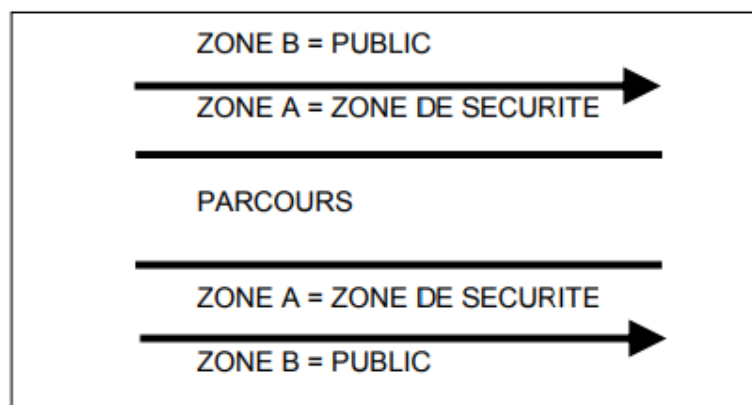 ZONE B = PUBLIC
ZONE A = ZONE DE SECURITE
PARCOURS
ZONE A = ZONE DE SECURITE
ZONE B = PUBLIC